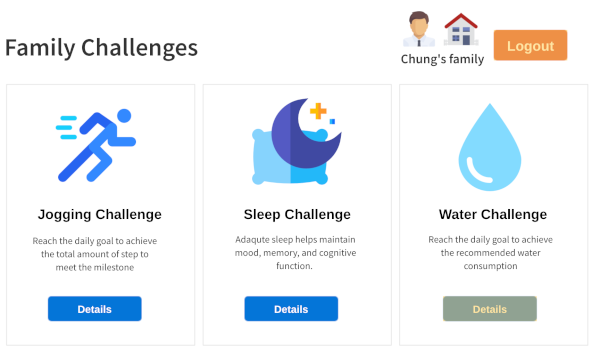 Family Challenges
Chung's family
Logout
Jogging Challenge
Reach the daily goal to achieve
the total amount of step to
meet the milestone
Details
Sleep Challenge
Adaqute sleep helps maintain
mood, memory, and cognitive
function.
Details
Water Challenge
Reach the daily goal to achieve
the recommended water
consumption
Details